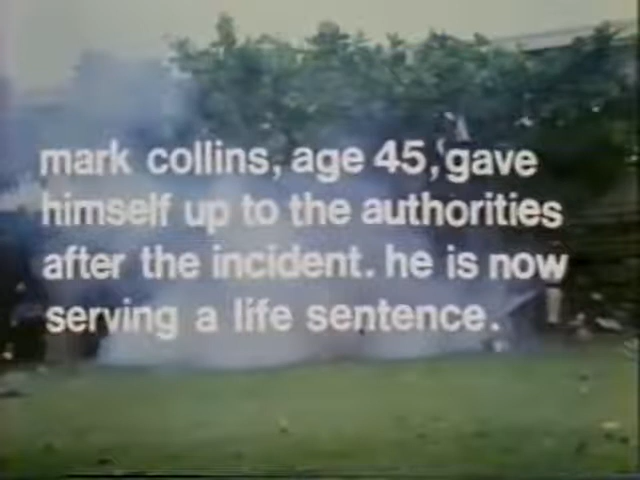 mark collins, age 45, gave
himself up to the authorities
after the incident. he is now
serving a life sentence.